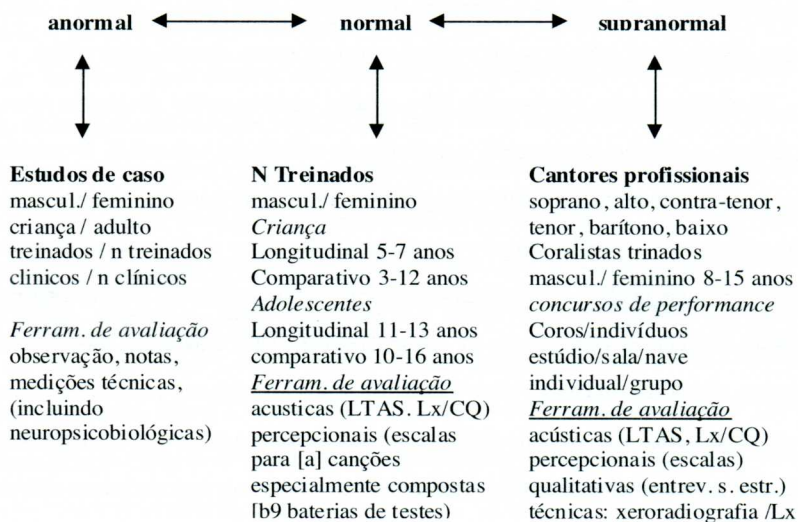 anormal normal supranormal
Estudos de caso
mascul./ feminino
criança / adulto
treinados / n treinados
clinicos / n clínicos
Ferram. de avaliação
observação, notas,
medições técnicas,
(incluindo
neuropsicobiológicas)
N Treinados
mascul./ feminino
Criança
Longitudinal 5-7 anos
Comparativo 3-12 anos
Adolescentes
Longitudinal 11-13 anos
comparativo 10-16 anos
Ferram. de avaliação
acusticas (LTAS. Lx/CQ)
percepcionais (escalas
para [a] canções
especialmente compostas
[b9 baterias de testes)
Cantores profissionais
soprano, alto, contra-tenor,
tenor, barítono, baixo
Coralistas trinados
mascul./ feminino 8-15 anos
concursos de performance
Coros/indivíduos
estúdio/sala/nave
individual/grupo
Ferram. de avaliação
acústicas (LTAS, Lx/CQ)
percepcionais (escalas)
qualitativas (entrev. s. estr.)
técnicas: xeroradiografia /Lx